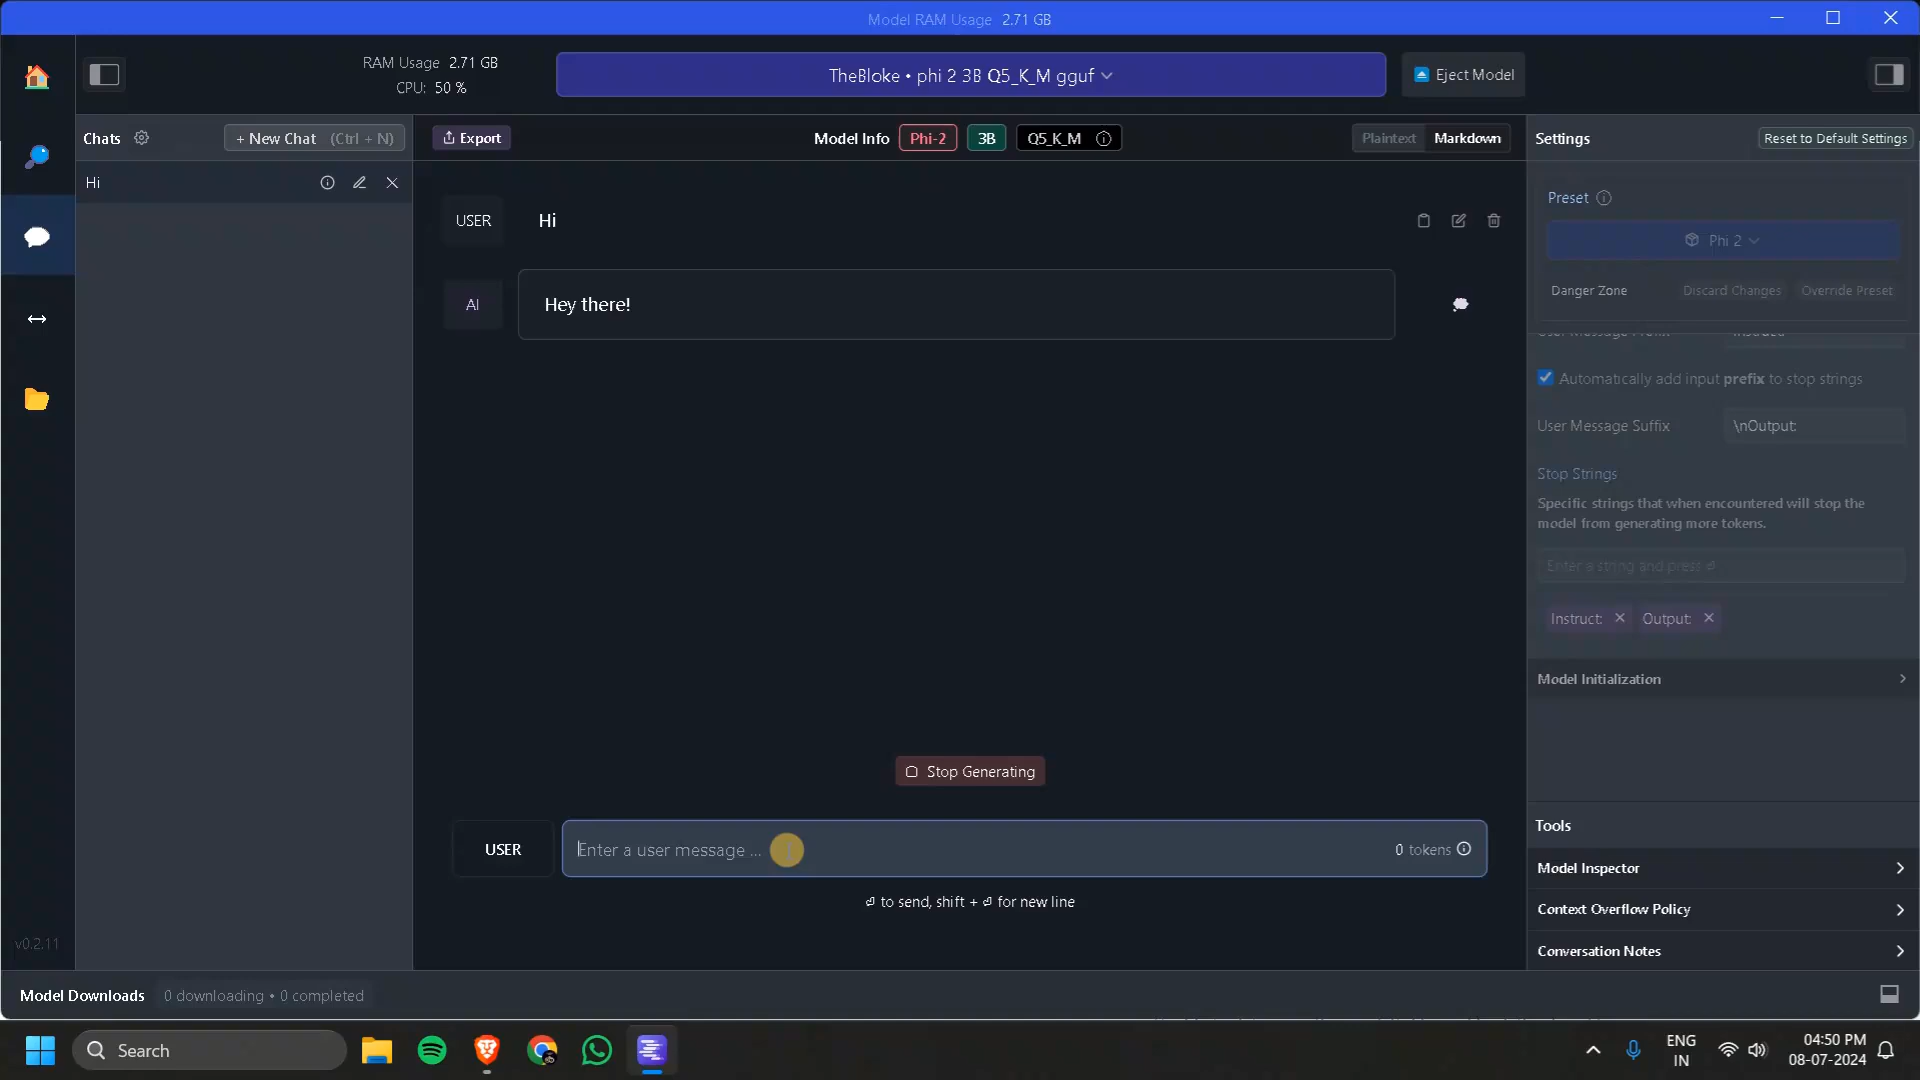 Model RAM Usage 2.71 GB
RAM Usage 2.71 GB
CPU: 50 %
TheBloke • phi 2 3B Q5_K_M gguf
Eject Model
Chats
+ New Chat (Ctrl + N)
Export
Model Info Phi-2 3B Q5_K_M
Plaintext Markdown
Settings
Reset to Default Settings
Hi
USER
Hi
AI
Hey there!
Preset
Phi 2
Danger Zone
Discard Changes
Override Preset
Automatically add input prefix to stop strings
User Message Suffix
\nOutput:
Stop Strings
Specific strings that when encountered will stop the
model from generating more tokens.
Enter a string and press ⏎
Instruct: ✕ Output: ✕
Model Initialization
Stop Generating
USER
Enter a user message ...
0 tokens
⏎ to send, shift + ⏎ for new line
Tools
Model Inspector
Context Overflow Policy
Conversation Notes
v0.2.11
Model Downloads 0 downloading • 0 completed
Search
ENG
IN
04:50 PM
08-07-2024